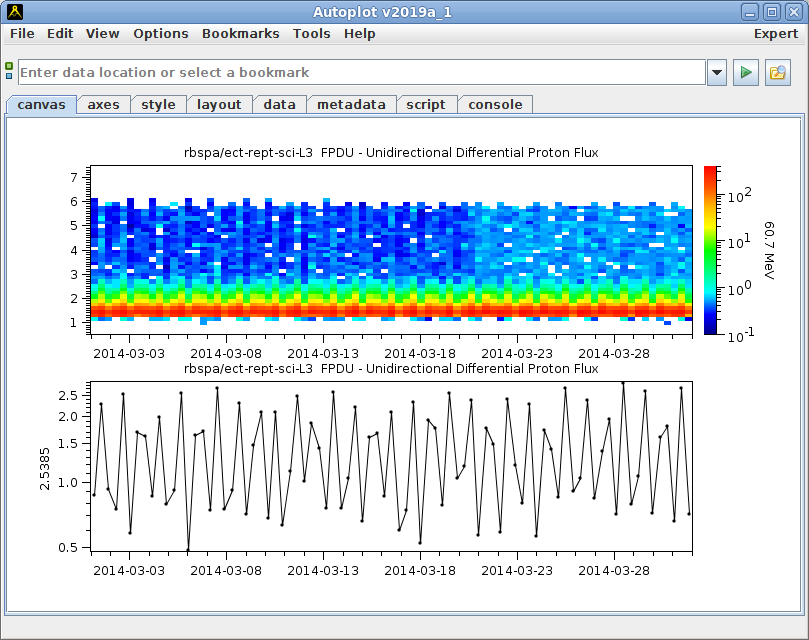 Autoplot v2019a_1
File Edit View Options Bookmarks Tools Help Expert
Enter data location or select a bookmark
canvas axes style layout data metadata script console
rbspa/ect-rept-sci-L3 FPDU - Unidirectional Differential Proton Flux
7
6
5
4
3
2
1
10^2
10^1
10^0
10^-1
60.7 MeV
2014-03-03 2014-03-08 2014-03-13 2014-03-18 2014-03-23 2014-03-28
rbspa/ect-rept-sci-L3 FPDU - Unidirectional Differential Proton Flux
2.5
2.0
1.5
1.0
0.5
2.5385
2014-03-03 2014-03-08 2014-03-13 2014-03-18 2014-03-23 2014-03-28